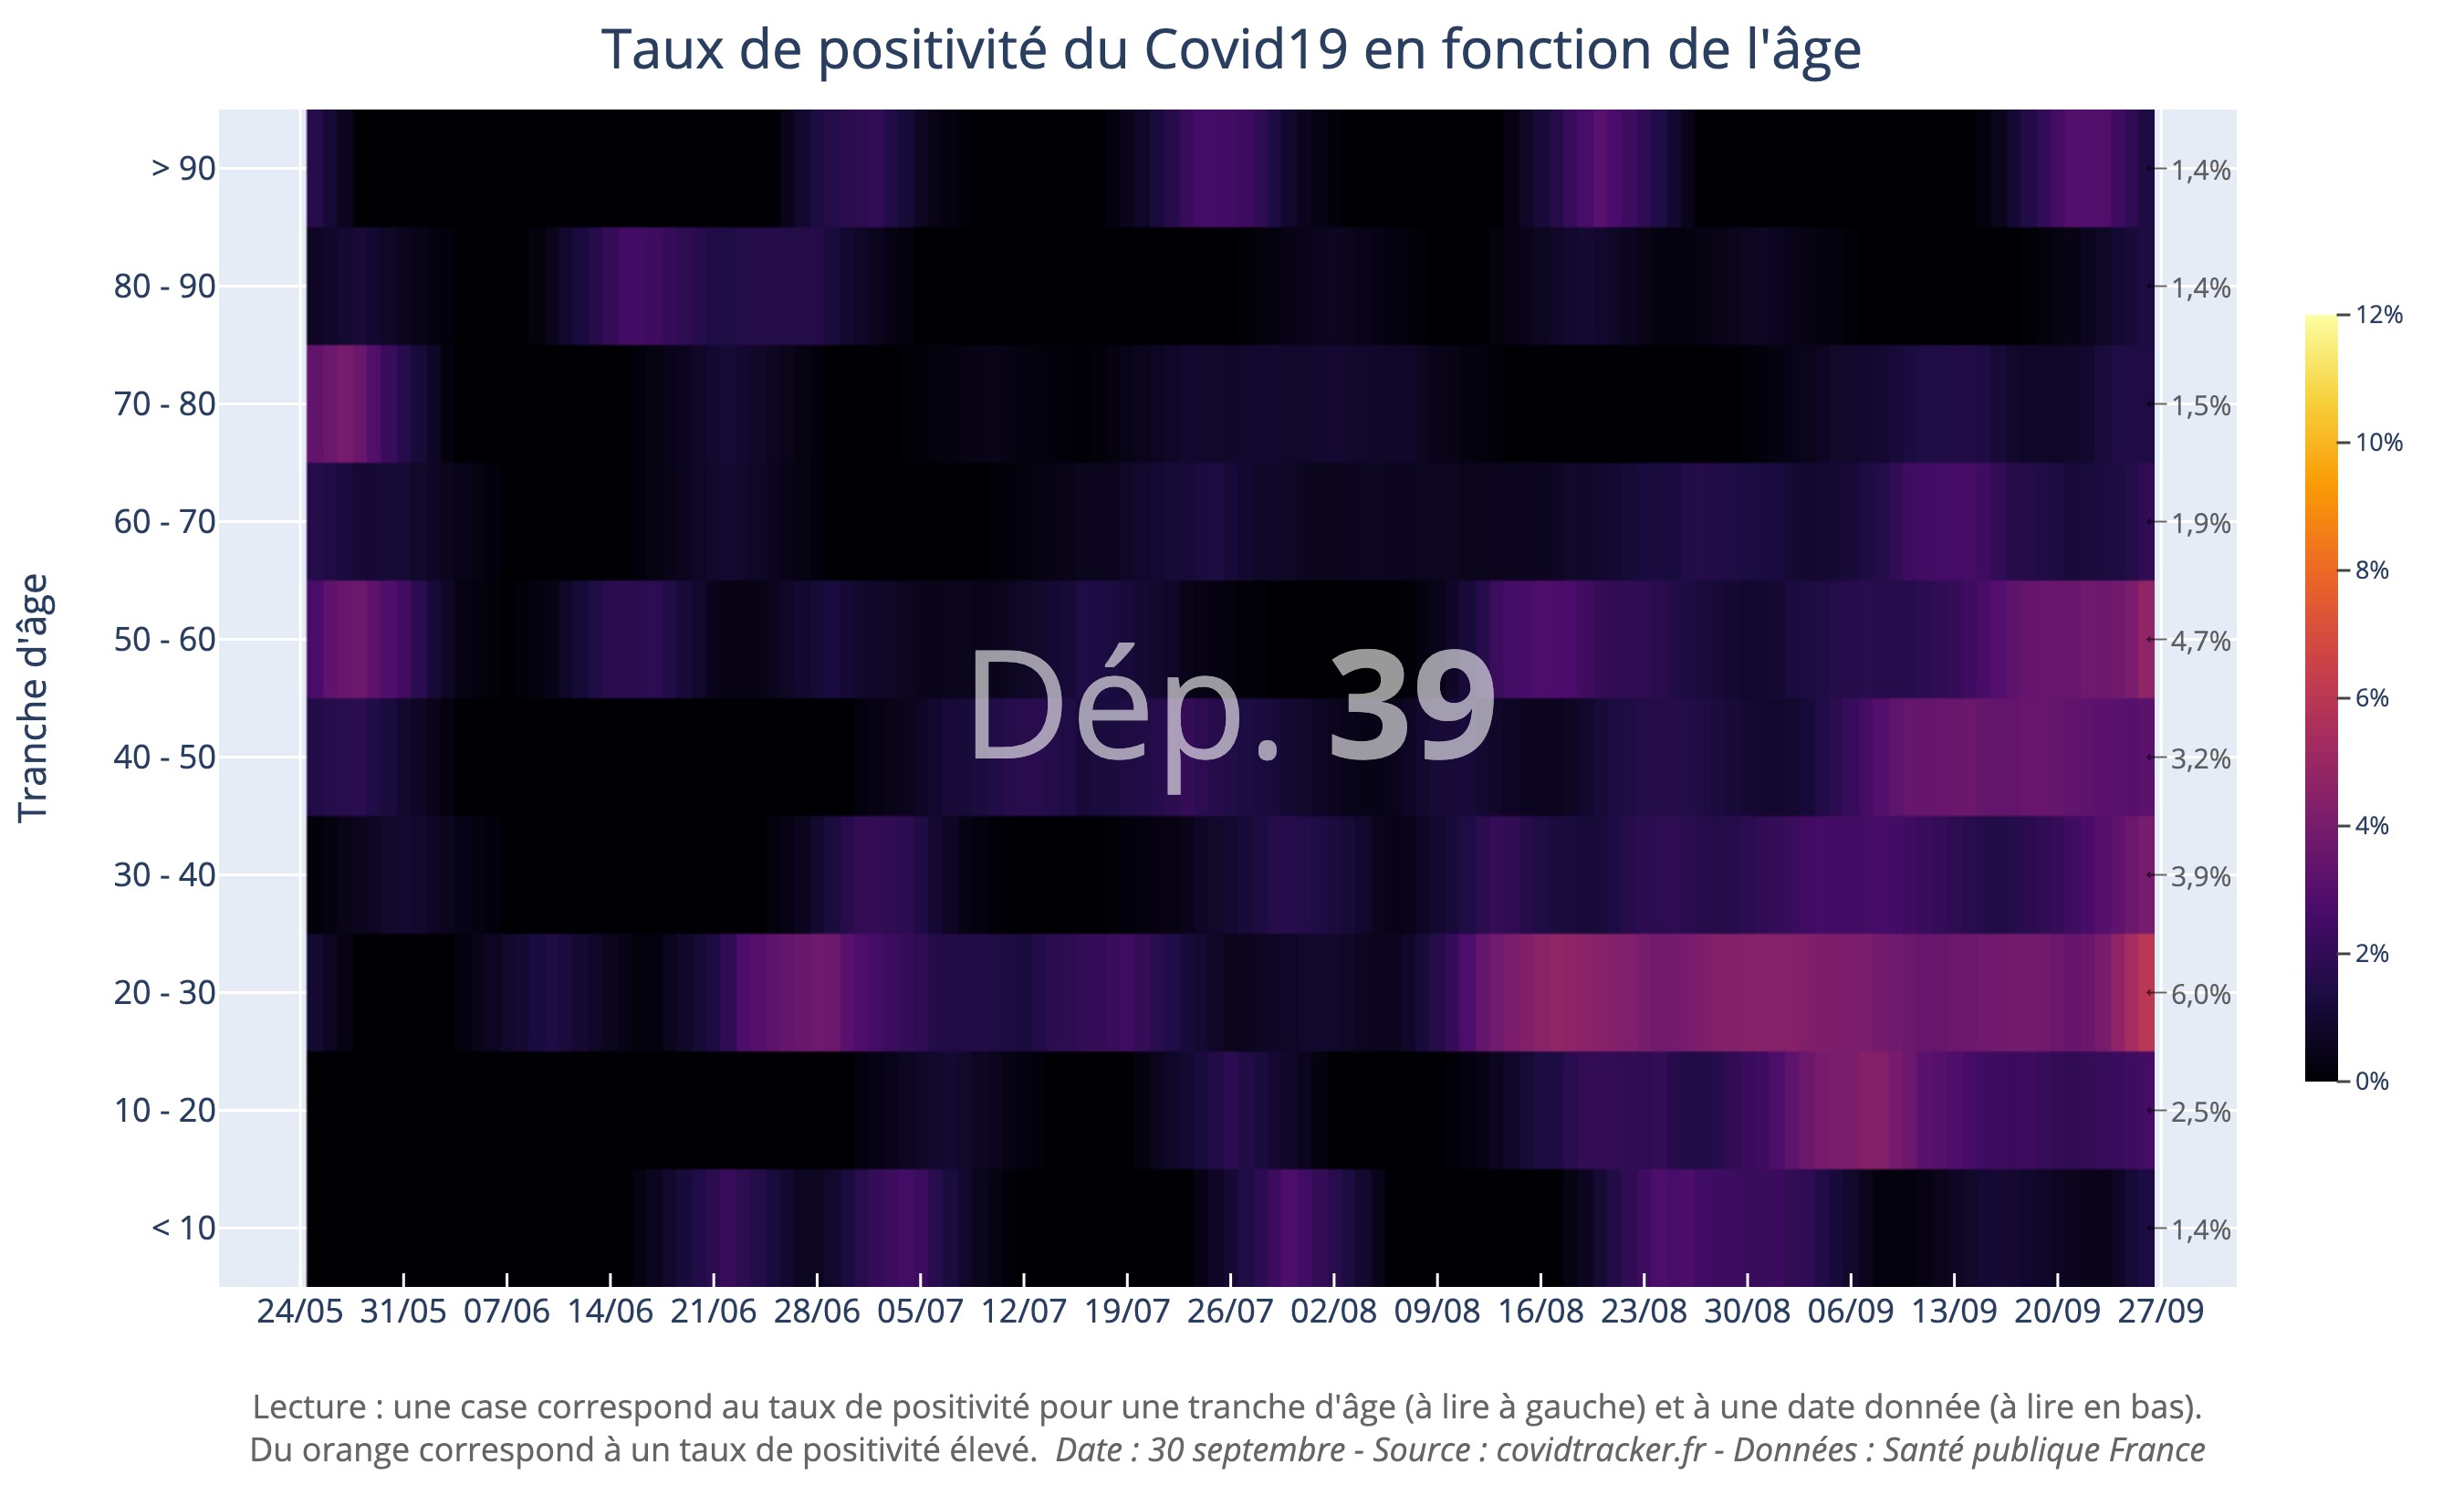 Taux de positivité du Covid19 en fonction de l'âge
Tranche d'âge
> 90
80 - 90
70 - 80
60 - 70
50 - 60
40 - 50
30 - 40
20 - 30
10 - 20
< 10
Dép. 39
1,4%
1,4%
1,5%
1,9%
4,7%
3,2%
3,9%
6,0%
2,5%
1,4%
12%
10%
8%
6%
4%
2%
0%
24/05 31/05 07/06 14/06 21/06 28/06 05/07 12/07 19/07 26/07 02/08 09/08 16/08 23/08 30/08 06/09 13/09 20/09 27/09
Lecture : une case correspond au taux de positivité pour une tranche d'âge (à lire à gauche) et à une date donnée (à lire en bas).
Du orange correspond à un taux de positivité élevé. Date : 30 septembre - Source : covidtracker.fr - Données : Santé publique France